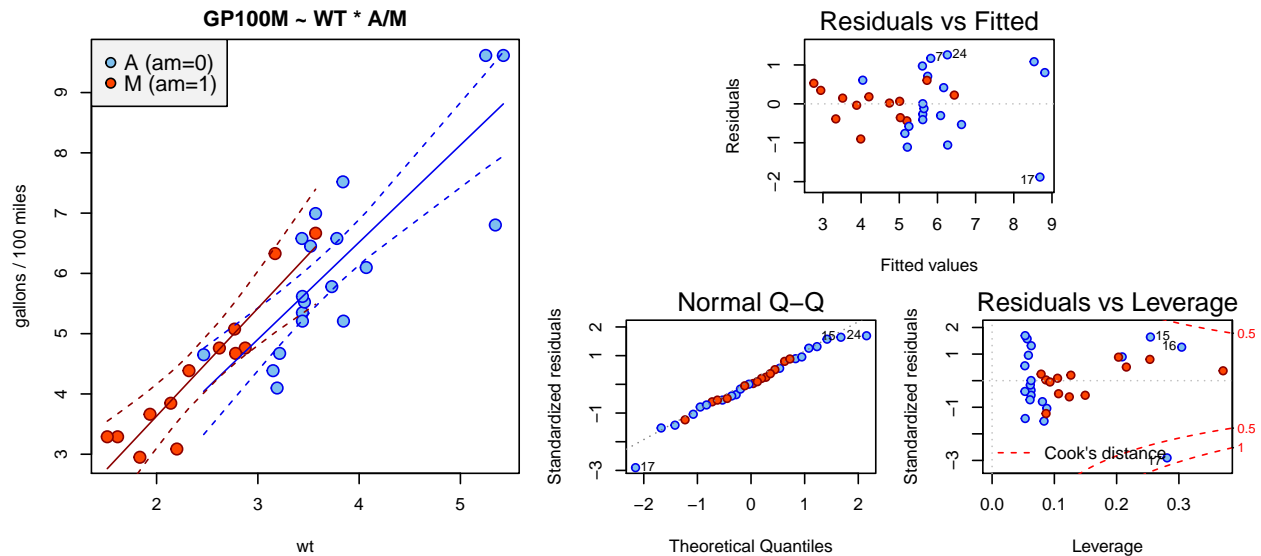 GP100M ~ WT * A/M
A (am=0)
M (am=1)
gallons / 100 miles
3 4 5 6 7 8 9
2 3 4 5
wt
Residuals vs Fitted
Residuals
−2 −1 0 1
7 24
17
3 4 5 6 7 8 9
Fitted values
Normal Q−Q
Standardized residuals
−3 −1 1 2
15 24
17
−2 −1 0 1 2
Theoretical Quantiles
Residuals vs Leverage
Standardized residuals
−3 −1 1 2
15
16
17
Cook's distance
0.5
0.5
1
0.0 0.1 0.2 0.3
Leverage